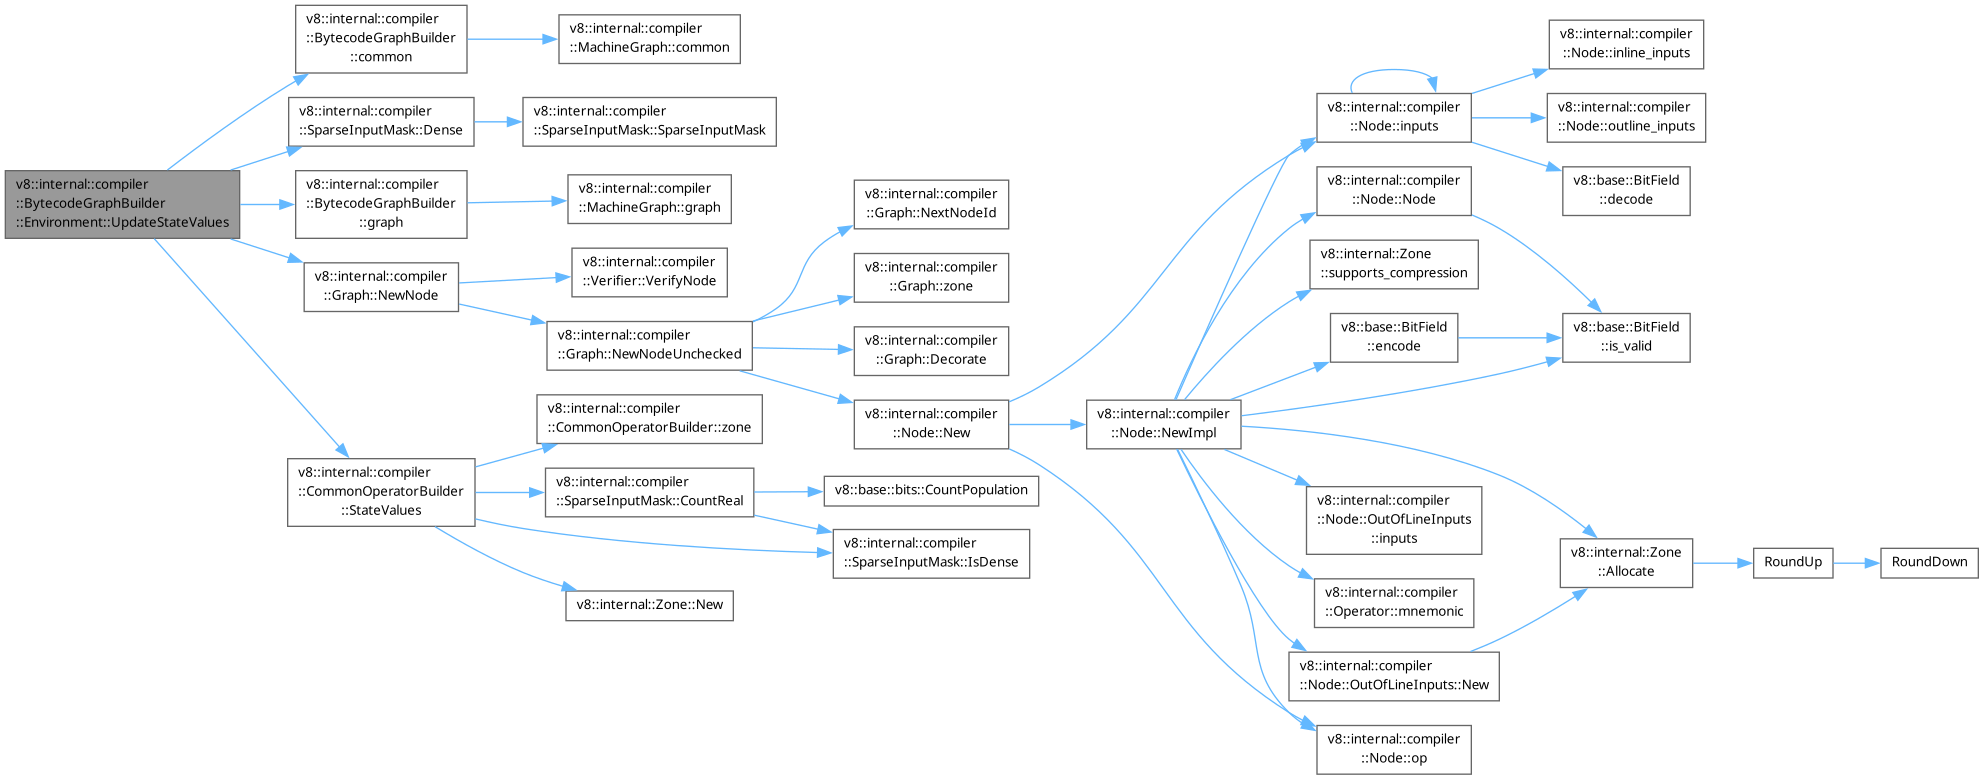 v8::internal::compiler
::BytecodeGraphBuilder
::Environment::UpdateStateValues
v8::internal::compiler
::BytecodeGraphBuilder
::common
v8::internal::compiler
::MachineGraph::common
v8::internal::compiler
::SparseInputMask::Dense
v8::internal::compiler
::SparseInputMask::SparseInputMask
v8::internal::compiler
::BytecodeGraphBuilder
::graph
v8::internal::compiler
::MachineGraph::graph
v8::internal::compiler
::Graph::NewNode
v8::internal::compiler
::Verifier::VerifyNode
v8::internal::compiler
::Graph::NewNodeUnchecked
v8::internal::compiler
::Graph::NextNodeId
v8::internal::compiler
::Graph::zone
v8::internal::compiler
::Graph::Decorate
v8::internal::compiler
::Node::New
v8::internal::compiler
::Node::NewImpl
v8::internal::compiler
::Node::inputs
v8::internal::compiler
::Node::inline_inputs
v8::internal::compiler
::Node::outline_inputs
v8::base::BitField
::decode
v8::internal::compiler
::Node::Node
v8::internal::Zone
::supports_compression
v8::base::BitField
::encode
v8::base::BitField
::is_valid
v8::internal::compiler
::Node::OutOfLineInputs
::inputs
v8::internal::compiler
::Operator::mnemonic
v8::internal::compiler
::Node::OutOfLineInputs::New
v8::internal::compiler
::Node::op
v8::internal::Zone
::Allocate
RoundUp
RoundDown
v8::internal::compiler
::CommonOperatorBuilder
::StateValues
v8::internal::compiler
::CommonOperatorBuilder::zone
v8::internal::compiler
::SparseInputMask::CountReal
v8::base::bits::CountPopulation
v8::internal::compiler
::SparseInputMask::IsDense
v8::internal::Zone::New